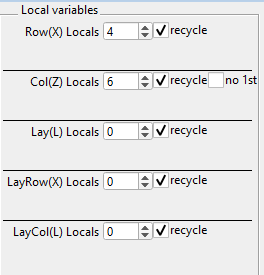 Local variables
Row(X) Locals 4 recycle
Col(Z) Locals 6 recycle no 1st
Lay(L) Locals 0 recycle
LayRow(X) Locals 0 recycle
LayCol(L) Locals 0 recycle